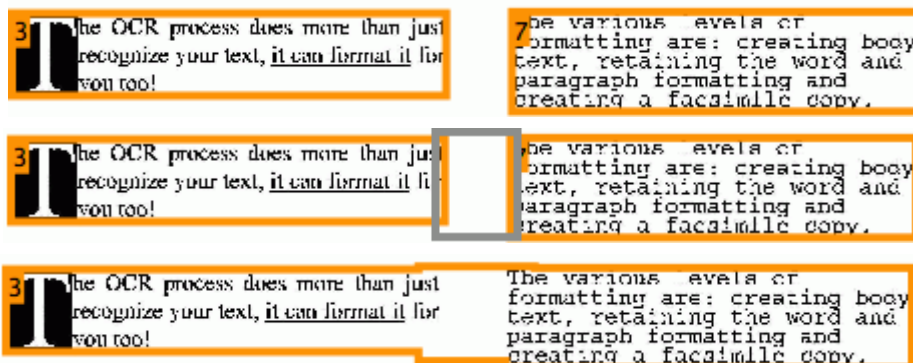 3
The OCR process does more than just
recognize your text, it can format it for
you too!
7
The various levels of
formatting are: creating body
text, retaining the word and
paragraph formatting and
creating a facsimile copy.
3
The OCR process does more than just
recognize your text, it can format it for
you too!
7
The various levels of
formatting are: creating body
text, retaining the word and
paragraph formatting and
creating a facsimile copy.
3
The OCR process does more than just
recognize your text, it can format it for
you too!
The various levels of
formatting are: creating body
text, retaining the word and
paragraph formatting and
creating a facsimile copy.